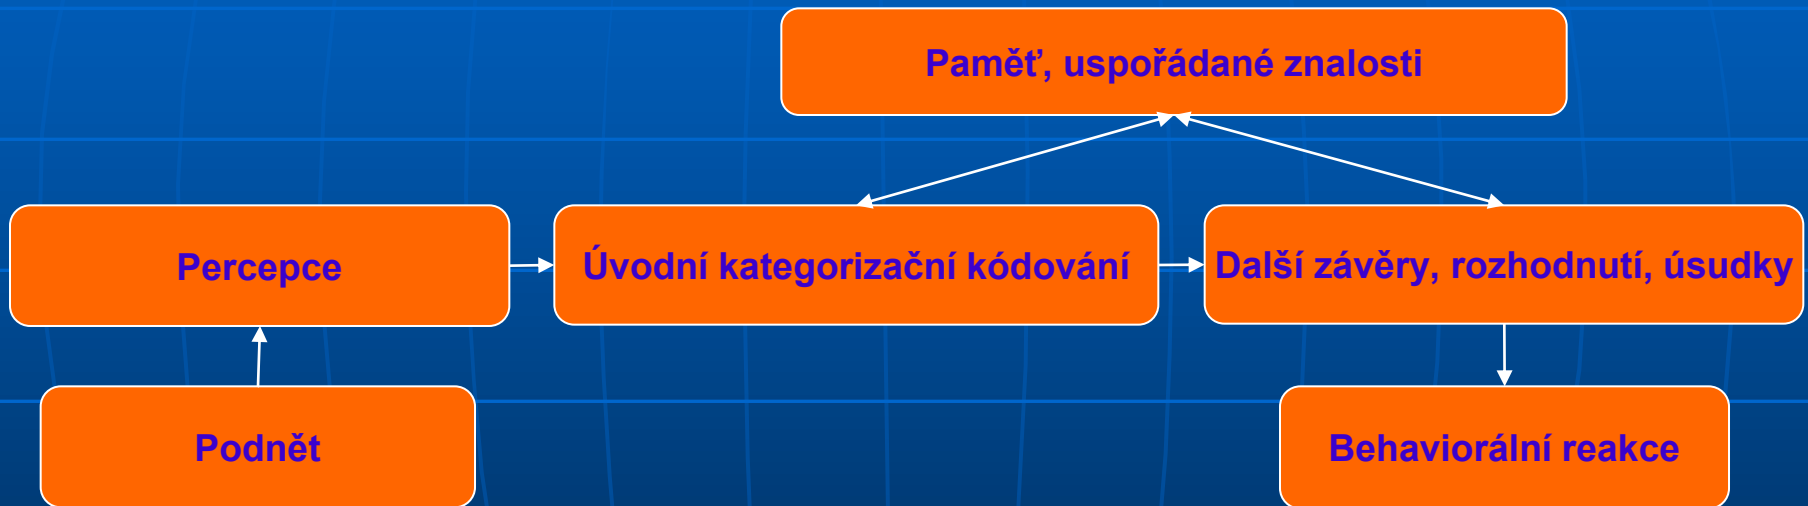 Paměť, uspořádané znalosti
Percepce
Úvodní kategorizační kódování
Další závěry, rozhodnutí, úsudky
Podnět
Behaviorální reakce